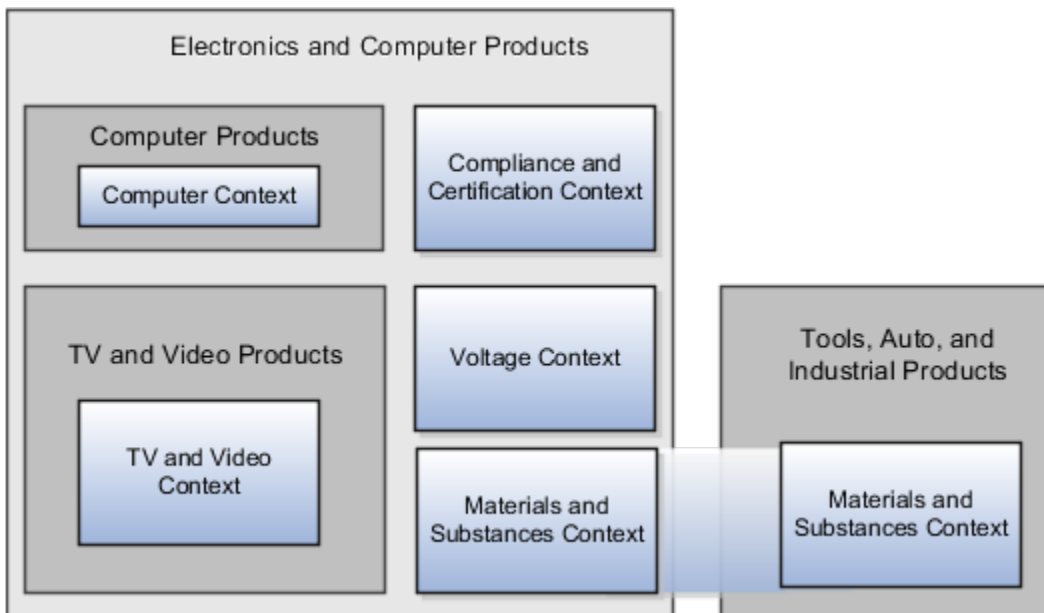 Electronics and Computer Products
Computer Products
Computer Context
Compliance and
Certification Context
TV and Video Products
TV and Video
Context
Voltage Context
Materials and
Substances Context
Tools, Auto, and
Industrial Products
Materials and
Substances Context